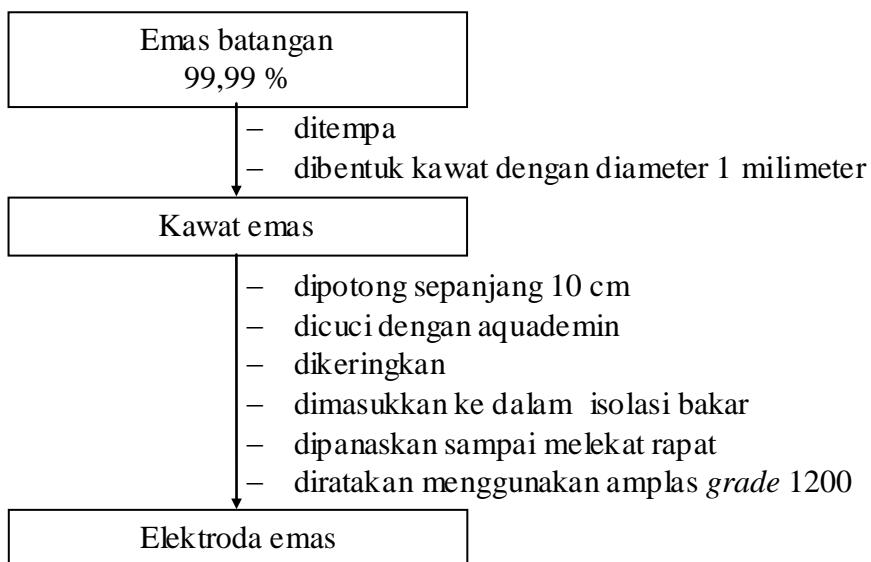 Emas batangan
99,99 %
– ditempa
– dibentuk kawat dengan diameter 1 milimeter
Kawat emas
– dipotong sepanjang 10 cm
– dicuci dengan aquademin
– dikeringkan
– dimasukkan ke dalam isolasi bakar
– dipanaskan sampai melekat rapat
– diratakan menggunakan amplas grade 1200
Elektroda emas